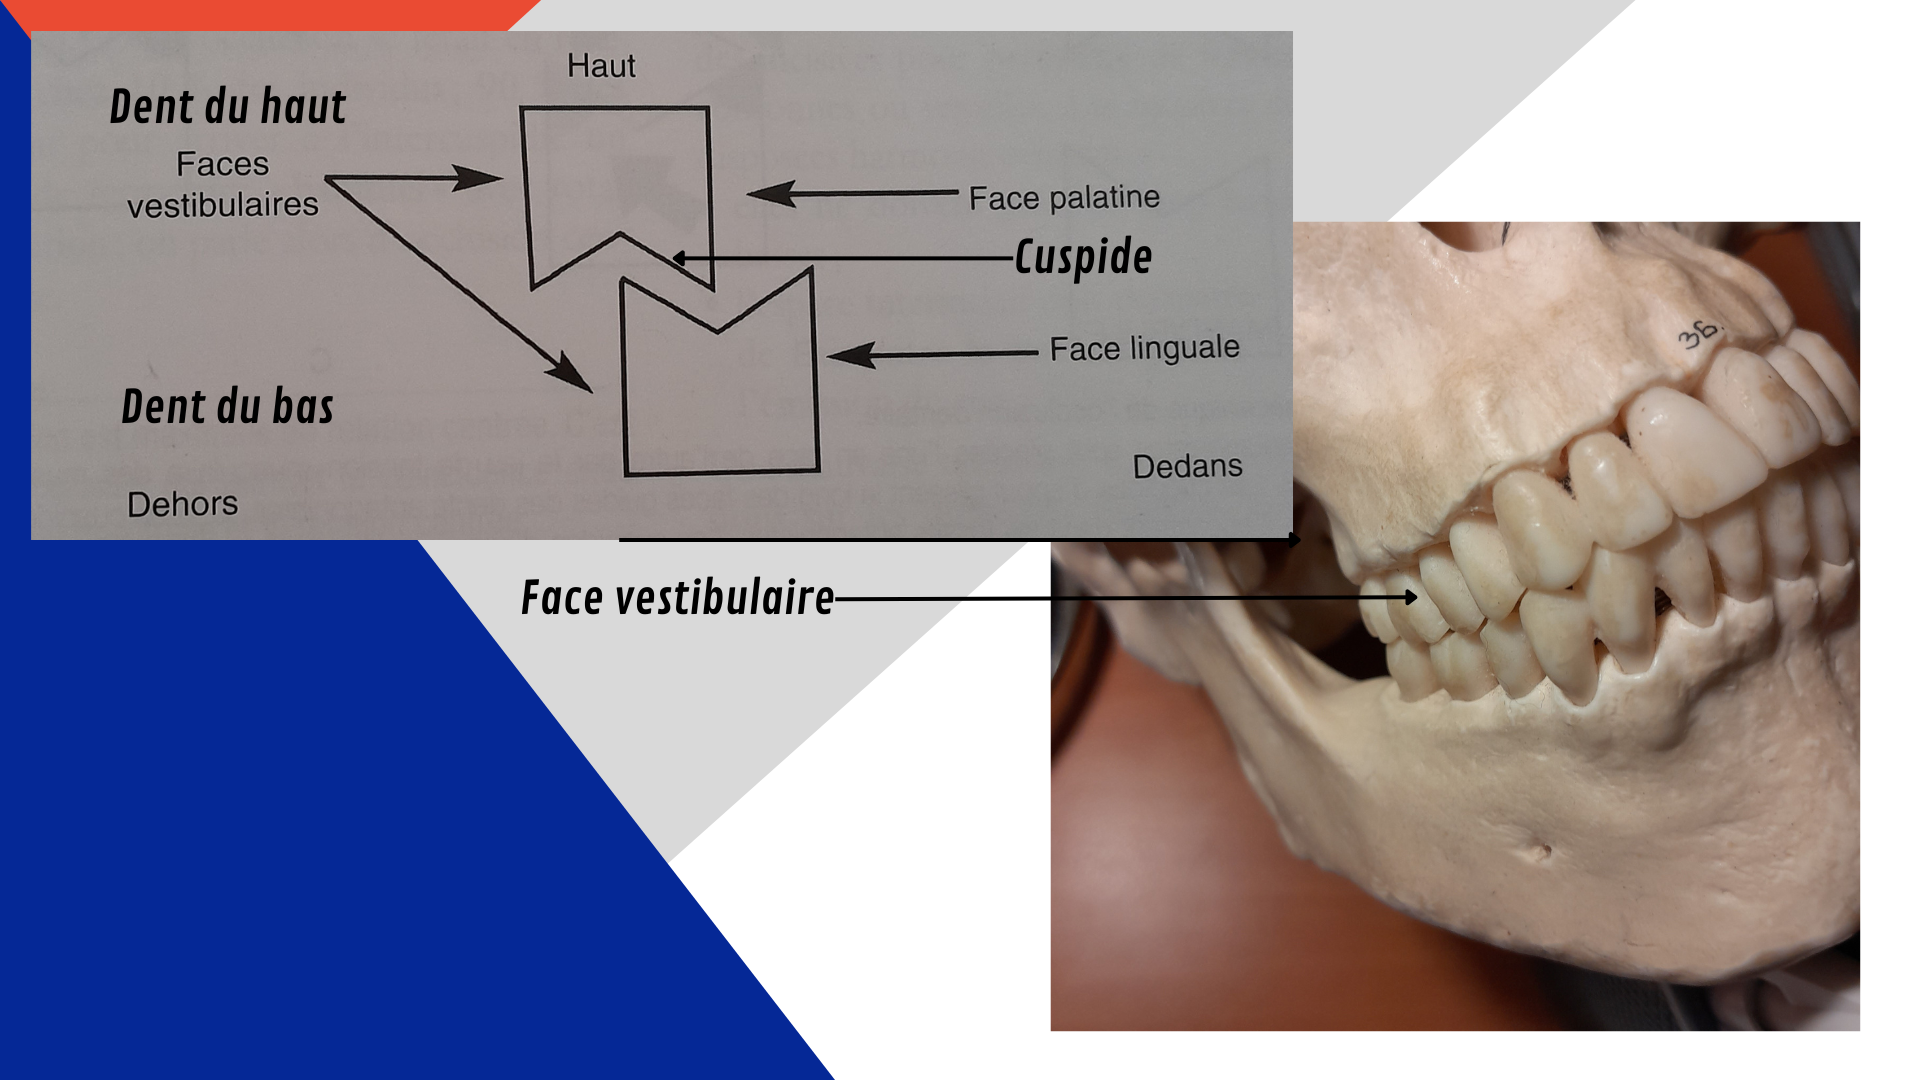 Haut
Dent du haut
Faces
vestibulaires
Face palatine
Cuspide
Face linguale
Dent du bas
Dedans
Dehors
Face vestibulaire
36.